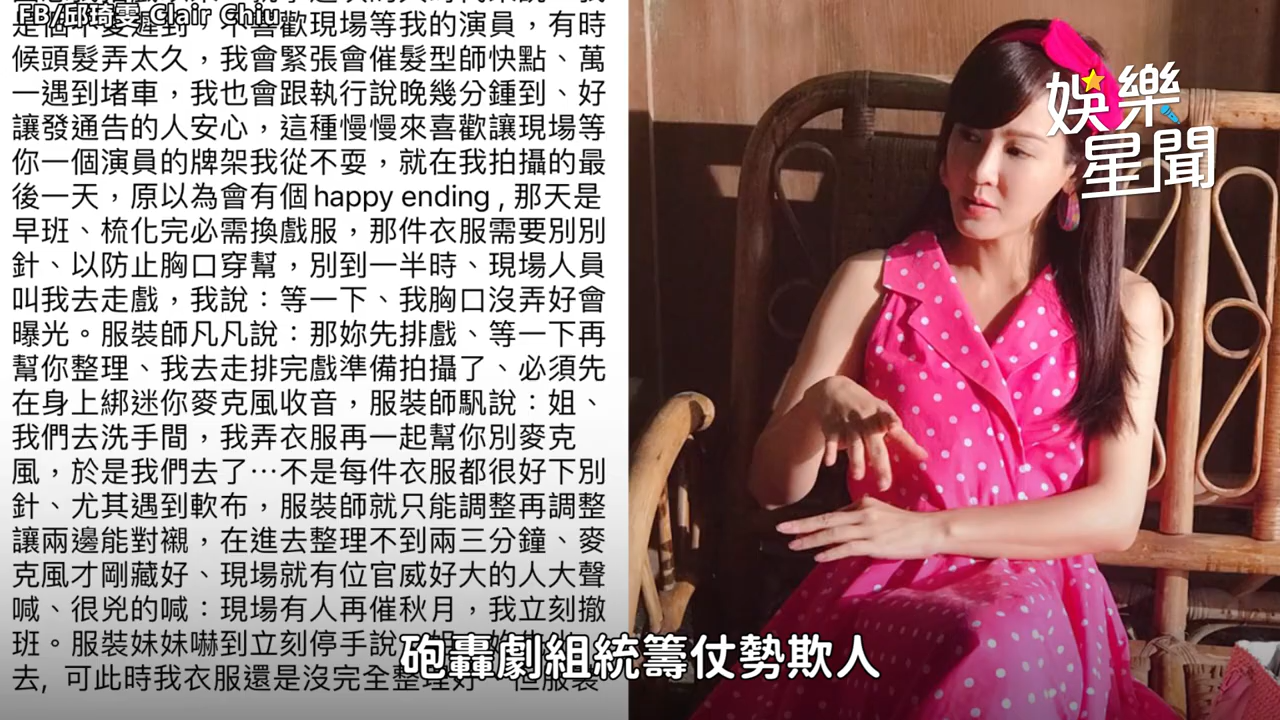 FB/邱琦雯 Clair Chiu
是個不愛遲到，不喜歡現場等我的演員，有時
候頭髮弄太久，我會緊張會催髮型師快點、萬
一遇到堵車，我也會跟執行說晚幾分鍾到、好
讓發通告的人安心，這種慢慢來喜歡讓現場等
你一個演員的牌架我從不耍，就在我拍攝的最
後一天，原以為會有個happy ending , 那天是
早班、梳化完必需換戲服，那件衣服需要別別
針、以防止胸口穿幫，別到一半時、現場人員
叫我去走戲，我說：等一下、我胸口沒弄好會
曝光。服裝師凡凡說：那妳先排戲、等一下再
幫你整理、我去走排完戲準備拍攝了、必須先
在身上綁迷你麥克風收音，服裝師馭說：姐、
我們去洗手間，我弄衣服再一起幫你別麥克
風，於是我們去了⋯不是每件衣服都很好下別
針、尤其遇到軟布，服裝師就只能調整再調整
讓兩邊能對襯，在進去整理不到兩三分鐘、麥
克風才剛藏好、現場就有位官威好大的人大聲
喊、很兇的喊：現場有人再催秋月，我立刻撤
班。服裝妹妹嚇到立刻停手說
去, 可此時我衣服還是沒完全整理好 但服裝
娛樂
星聞
砲轟劇組統籌仗勢欺人